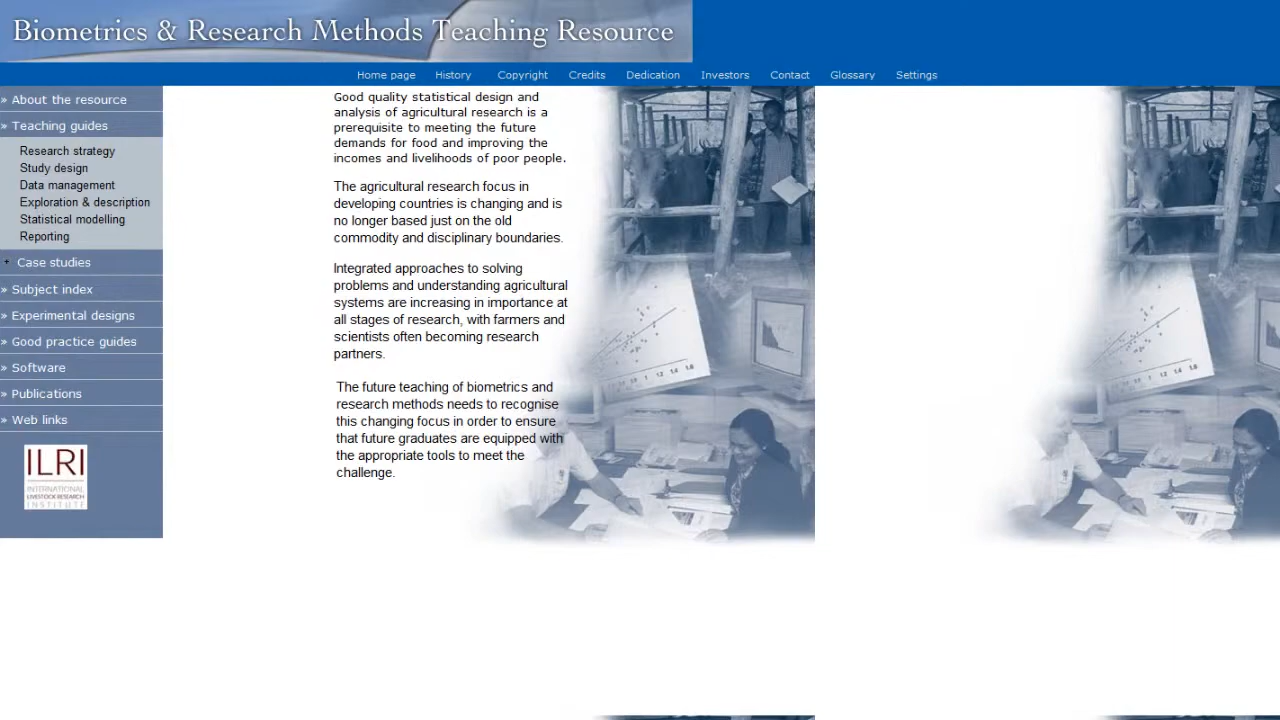 Biometrics & Research Methods Teaching Resource
Home page History Copyright Credits Dedication Investors Contact Glossary Settings
» About the resource
» Teaching guides
Research strategy
Study design
Data management
Exploration & description
Statistical modelling
Reporting
+ Case studies
» Subject index
» Experimental designs
» Good practice guides
» Software
» Publications
» Web links
ILRI
INTERNATIONAL
LIVESTOCK RESEARCH
INSTITUTE
Good quality statistical design and
analysis of agricultural research is a
prerequisite to meeting the future
demands for food and improving the
incomes and livelihoods of poor people.
The agricultural research focus in
developing countries is changing and is
no longer based just on the old
commodity and disciplinary boundaries.
Integrated approaches to solving
problems and understanding agricultural
systems are increasing in importance at
all stages of research, with farmers and
scientists often becoming research
partners.
The future teaching of biometrics and
research methods needs to recognise
this changing focus in order to ensure
that future graduates are equipped with
the appropriate tools to meet the
challenge.